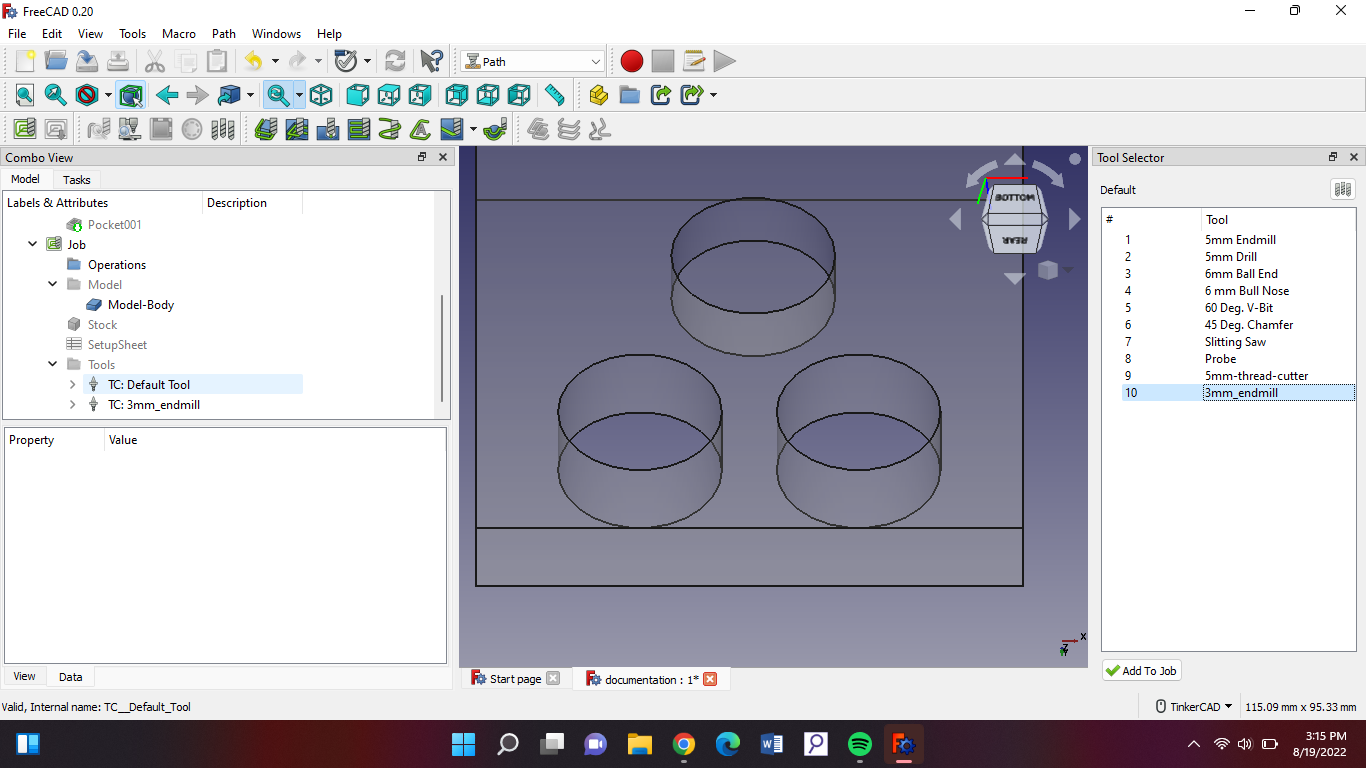 FreeCAD 0.20
File Edit View Tools Macro Path Windows Help
Path
Combo View
Model Tasks
Labels & Attributes Description
Pocket001
Job
Operations
Model
Model-Body
Stock
SetupSheet
Tools
TC: Default Tool
TC: 3mm_endmill
Property Value
View Data
BOTTOM
REAR
X
Z
Y
Start page
documentation : 1*
Tool Selector
Default
# Tool
1 5mm Endmill
2 5mm Drill
3 6mm Ball End
4 6 mm Bull Nose
5 60 Deg. V-Bit
6 45 Deg. Chamfer
7 Slitting Saw
8 Probe
9 5mm-thread-cutter
10 3mm_endmill
Add To Job
Valid, Internal name: TC__Default_Tool
TinkerCAD
115.09 mm x 95.33 mm
3:15 PM
8/19/2022